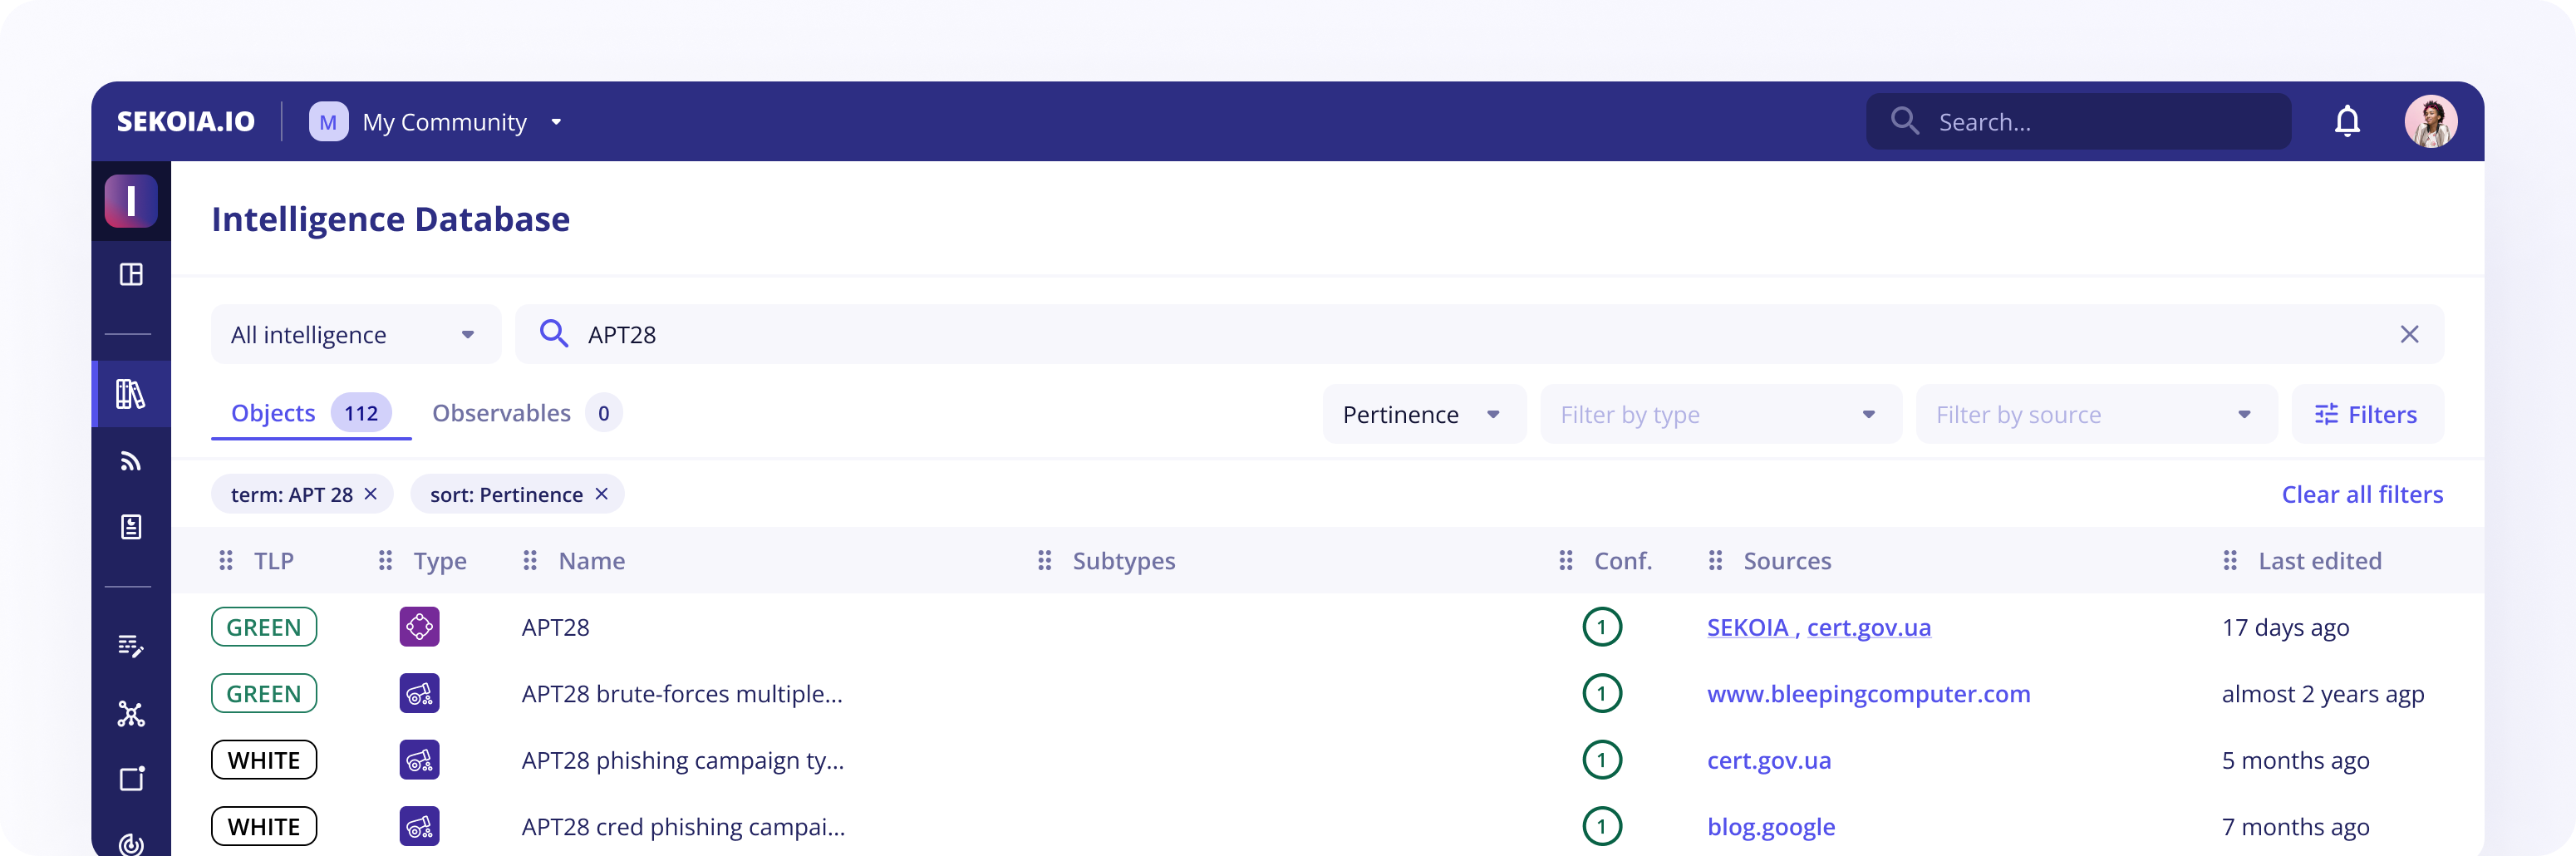 SEKOIA.IO M My Community Search...
I
Intelligence Database
All intelligence APT28
Objects 112 Observables 0 Pertinence Filter by type Filter by source Filters
term: APT 28 sort: Pertinence Clear all filters
TLP Type Name Subtypes Conf. Sources Last edited
GREEN APT28 1 SEKOIA , cert.gov.ua 17 days ago
GREEN APT28 brute-forces multiple... 1 www.bleepingcomputer.com almost 2 years agp
WHITE APT28 phishing campaign ty... 1 cert.gov.ua 5 months ago
WHITE APT28 cred phishing campai... 1 blog.google 7 months ago